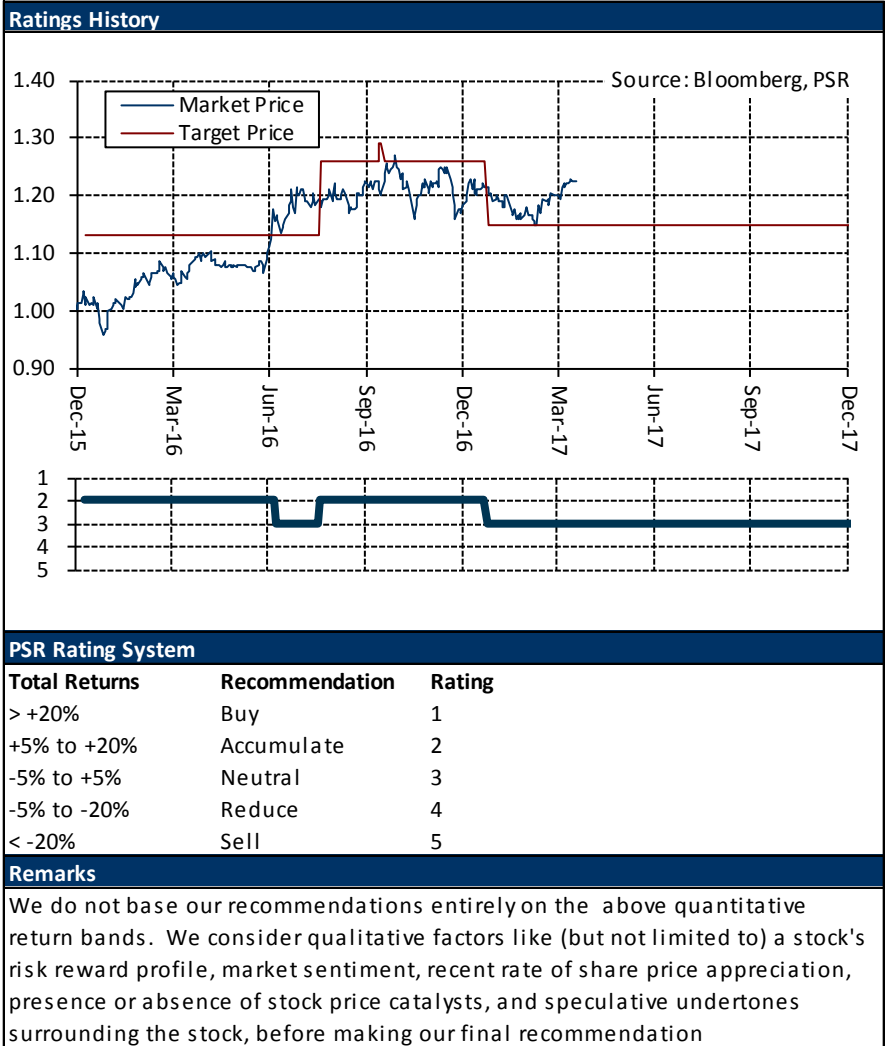 Ratings History
Source: Bloomberg, PSR
Market Price
Target Price
1.40
1.30
1.20
1.10
1.00
0.90
Dec-15
Mar-16
Jun-16
Sep-16
Dec-16
Mar-17
Jun-17
Sep-17
Dec-17
1
2
3
4
5
PSR Rating System
Total Returns Recommendation Rating
> +20% Buy 1
+5% to +20% Accumulate 2
-5% to +5% Neutral 3
-5% to -20% Reduce 4
< -20% Sell 5
Remarks
We do not base our recommendations entirely on the above quantitative
return bands. We consider qualitative factors like (but not limited to) a stock's
risk reward profile, market sentiment, recent rate of share price appreciation,
presence or absence of stock price catalysts, and speculative undertones
surrounding the stock, before making our final recommendation